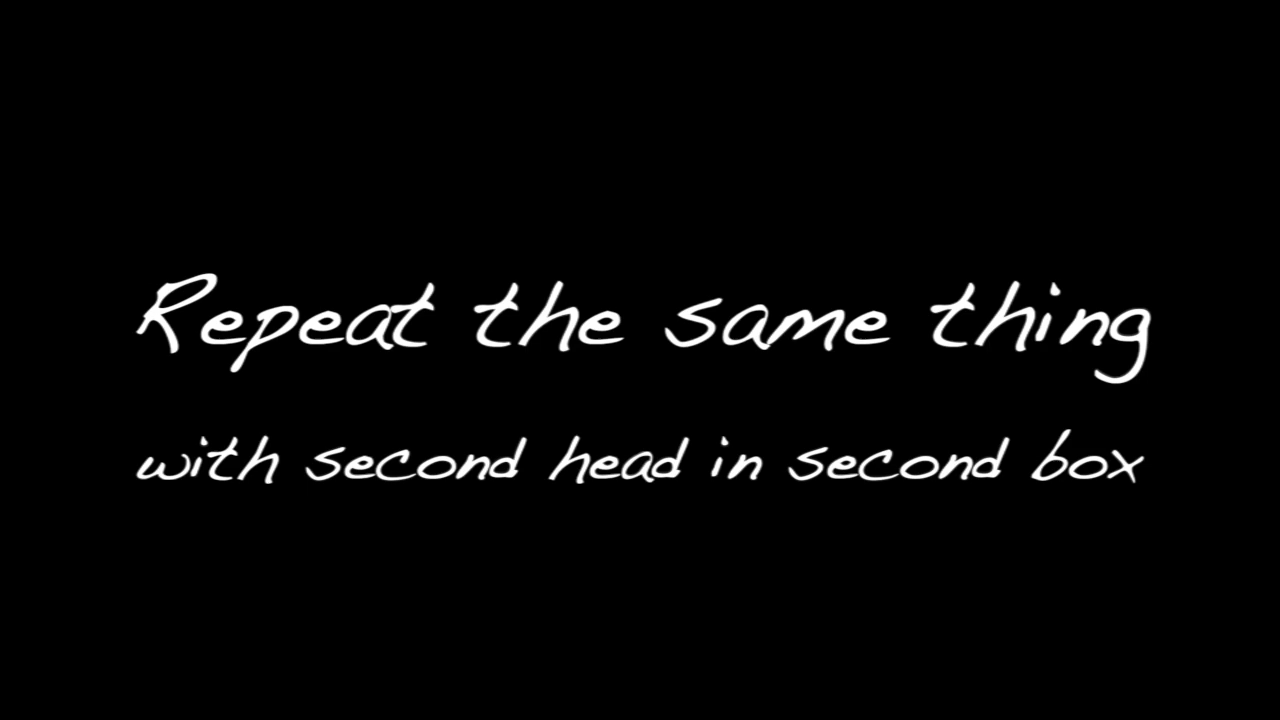 Repeat the same thing
with second head in second box